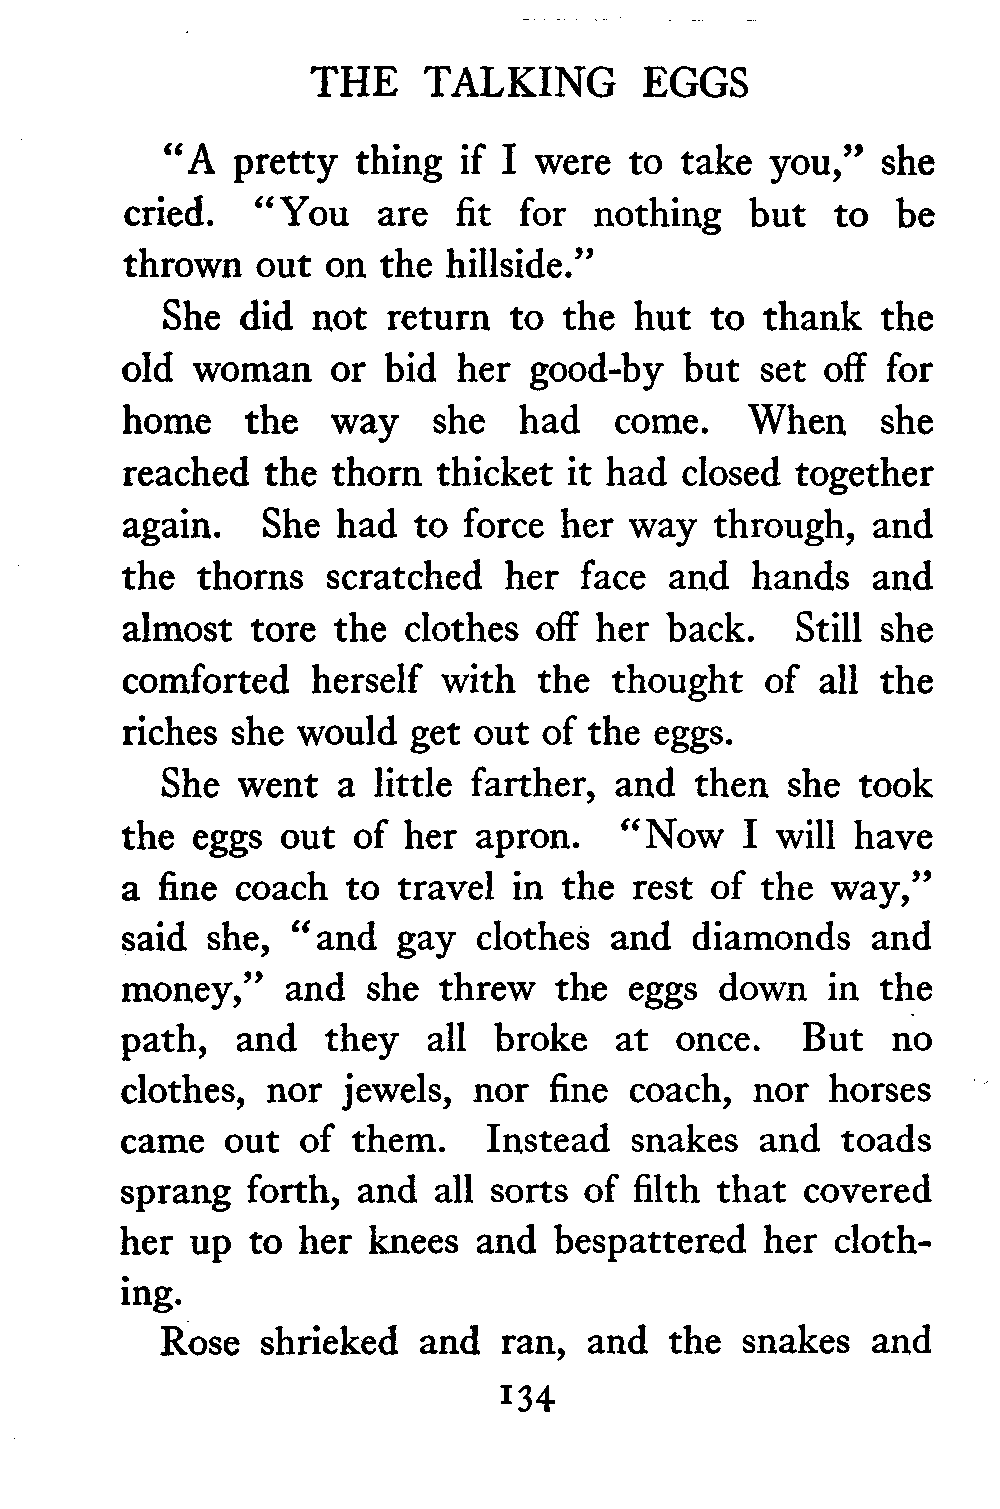 THE TALKING EGGS
“A pretty thing if I were to take you,” she
cried. “You are fit for nothing but to be
thrown out on the hillside.”
She did not return to the hut to thank the
old woman or bid her good-by but set off for
home the way she had come. When she
reached the thorn thicket it had closed together
again. She had to force her way through, and
the thorns scratched her face and hands and
almost tore the clothes off her back. Still she
comforted herself with the thought of all the
riches she would get out of the eggs.
She went a little farther, and then she took
the eggs out of her apron. “Now I will have
a fine coach to travel in the rest of the way,”
said she, “and gay clothes and diamonds and
money,” and she threw the eggs down in the
path, and they all broke at once. But no
clothes, nor jewels, nor fine coach, nor horses
came out of them. Instead snakes and toads
sprang forth, and all sorts of filth that covered
her up to her knees and bespattered her cloth-
ing.
Rose shrieked and ran, and the snakes and
134